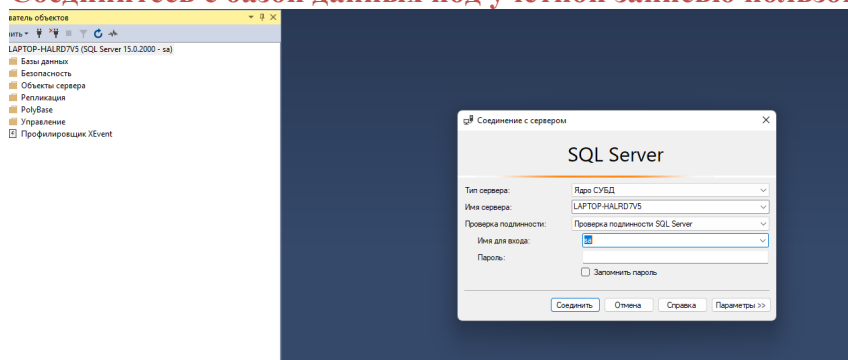 Соединитесь с базой данных под учетной записью
ватель объектов
LAPTOP-HALRD7V5 (SQL Server 15.0.2000 - sa)
Базы данных
Безопасность
Объекты сервера
Репликация
PolyBase
Управление
Профилировщик XEvent
Соединение с сервером
SQL Server
Тип сервера: Ядро СУБД
Имя сервера: LAPTOP-HALRD7V5
Проверка подлинности: Проверка подлинности SQL Server
Имя для входа: sa
Пароль:
Запомнить пароль
Соединить Отмена Справка Параметры >>